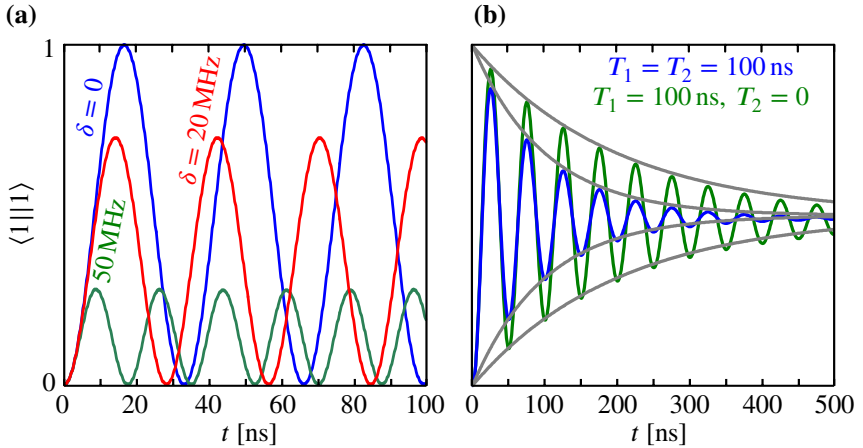 (a)
1
0
⟨1||1⟩
δ = 0
δ = 20 MHz
50 MHz
0 20 40 60 80 100
t [ns]
(b)
T₁ = T₂ = 100 ns
T₁ = 100 ns, T₂ = 0
0 100 200 300 400 500
t [ns]